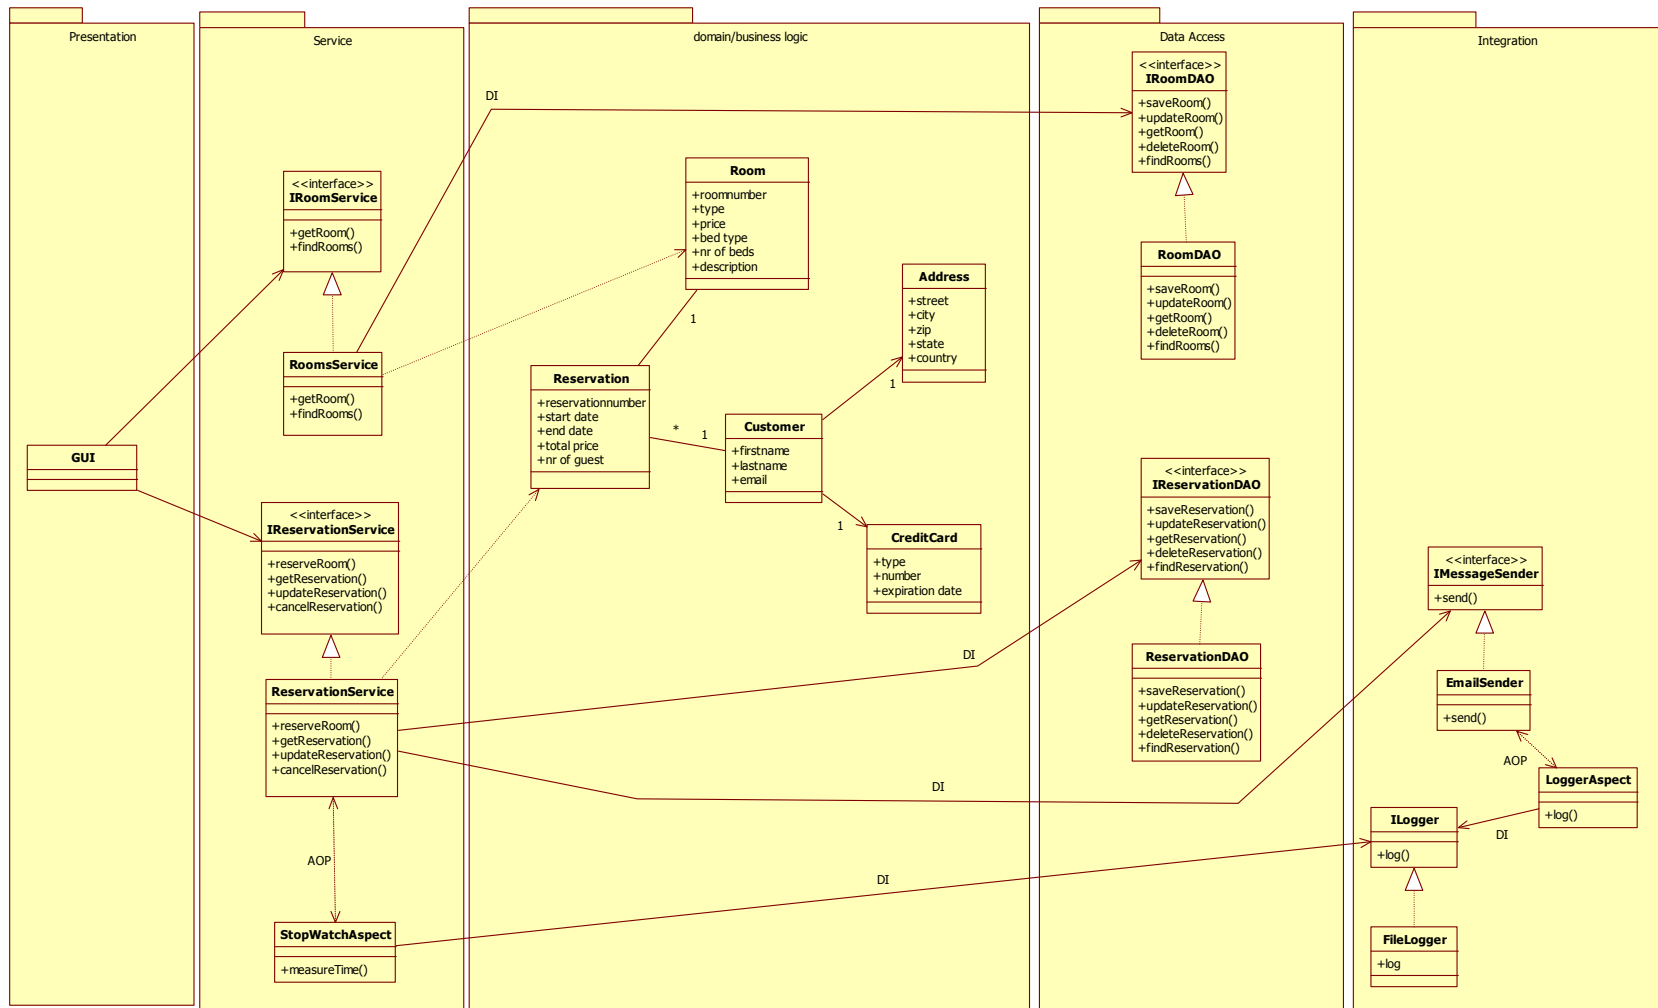 Presentation
GUI
Service
<<interface>>
IRoomService
+getRoom()
+findRooms()
RoomsService
+getRoom()
+findRooms()
<<interface>>
IReservationService
+reserveRoom()
+getReservation()
+updateReservation()
+cancelReservation()
ReservationService
+reserveRoom()
+getReservation()
+updateReservation()
+cancelReservation()
AOP
StopWatchAspect
+measureTime()
domain/business logic
DI
Room
+roomnumber
+type
+price
+bed type
+nr of beds
+description
1
Reservation
+reservationnumber
+start date
+end date
+total price
+nr of guest
*
1
Customer
+firstname
+lastname
+email
Address
+street
+city
+zip
+state
+country
1
1
CreditCard
+type
+number
+expiration date
DI
DI
DI
Data Access
<<interface>>
IRoomDAO
+saveRoom()
+updateRoom()
+getRoom()
+deleteRoom()
+findRooms()
RoomDAO
+saveRoom()
+updateRoom()
+getRoom()
+deleteRoom()
+findRooms()
<<interface>>
IReservationDAO
+saveReservation()
+updateReservation()
+getReservation()
+deleteReservation()
+findReservation()
ReservationDAO
+saveReservation()
+updateReservation()
+getReservation()
+deleteReservation()
+findReservation()
Integration
<<interface>>
IMessageSender
+send()
EmailSender
+send()
AOP
LoggerAspect
+log()
DI
ILogger
+log()
FileLogger
+log